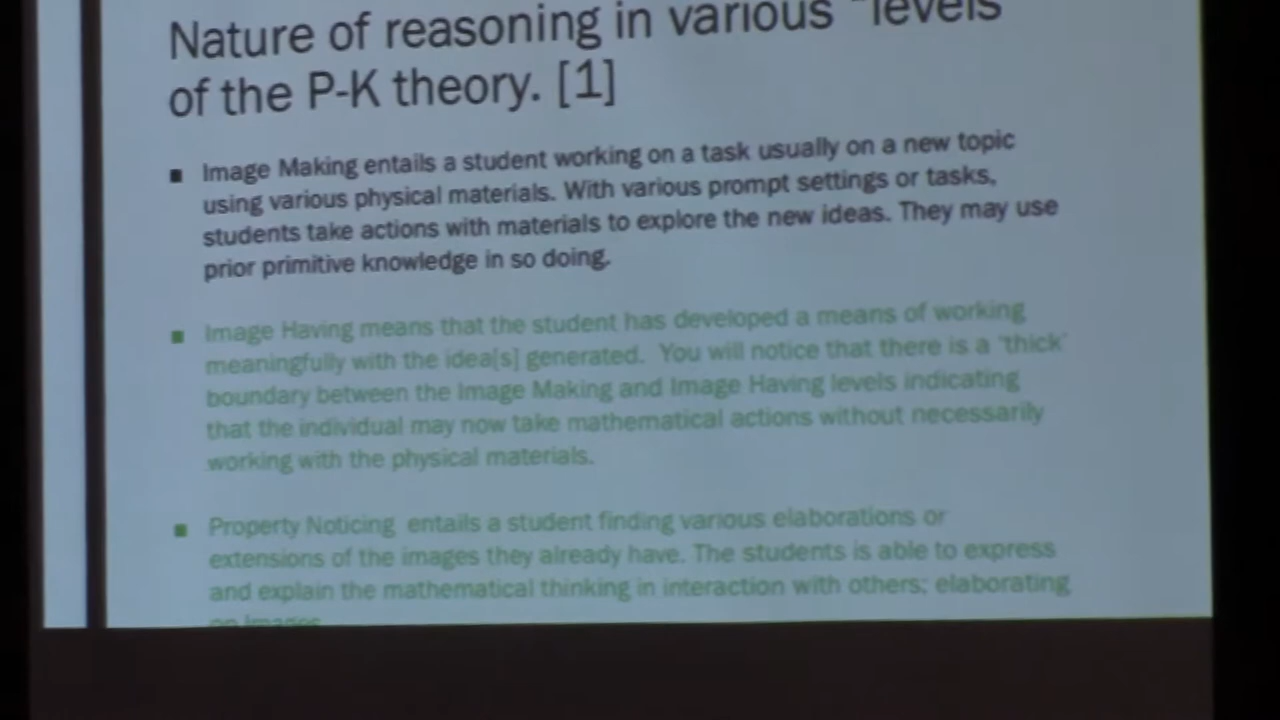 Nature of reasoning in various "levels
of the P-K theory. [1]
▪ Image Making entails a student working on a task usually on a new topic
using various physical materials. With various prompt settings or tasks,
students take actions with materials to explore the new ideas. They may use
prior primitive knowledge in so doing.
▪ Image Having means that the student has developed a means of working
meaningfully with the idea[s] generated. You will notice that there is a "thick"
boundary between the Image Making and Image Having levels indicating
that the individual may now take mathematical actions without necessarily
working with the physical materials.
▪ Property Noticing entails a student finding various elaborations or
extensions of the images they already have. The students is able to express
and explain the mathematical thinking in interaction with others; elaborating
on Images